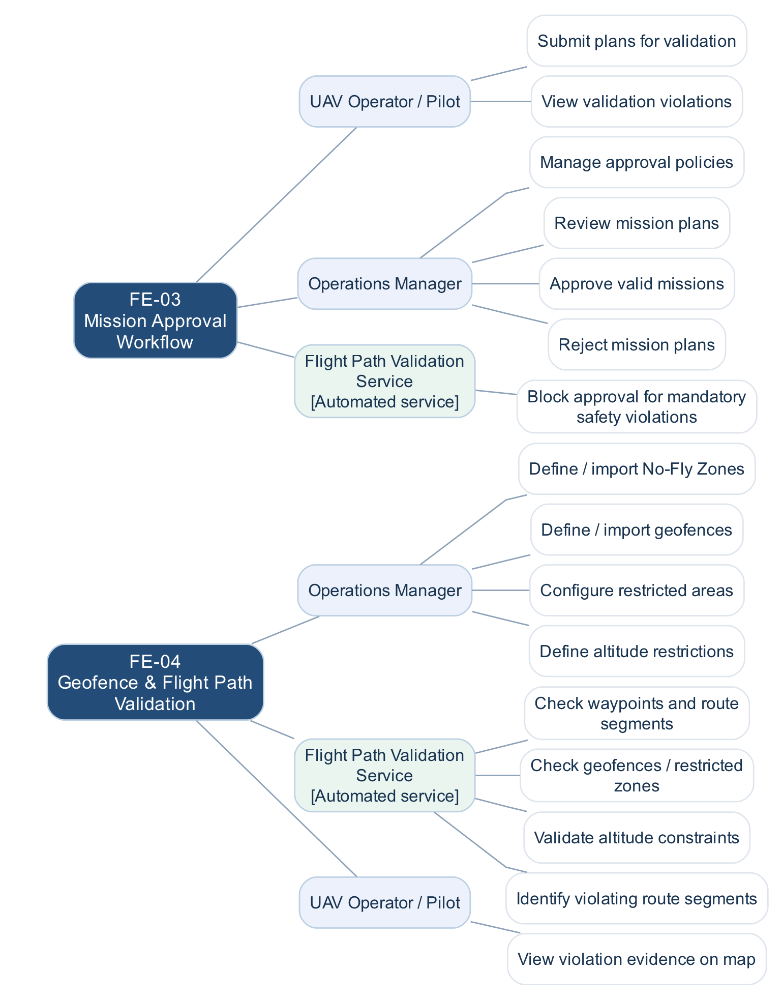 Submit plans for validation
UAV Operator / Pilot
View validation violations
Manage approval policies
Review mission plans
Operations Manager
Approve valid missions
FE-03
Mission Approval
Workflow
Reject mission plans
Flight Path Validation
Service
[Automated service]
Block approval for mandatory
safety violations
Define / import No-Fly Zones
Define / import geofences
Operations Manager
Configure restricted areas
Define altitude restrictions
FE-04
Geofence & Flight Path
Validation
Check waypoints and route
segments
Flight Path Validation
Service
[Automated service]
Check geofences / restricted
zones
Validate altitude constraints
Identify violating route segments
UAV Operator / Pilot
View violation evidence on map